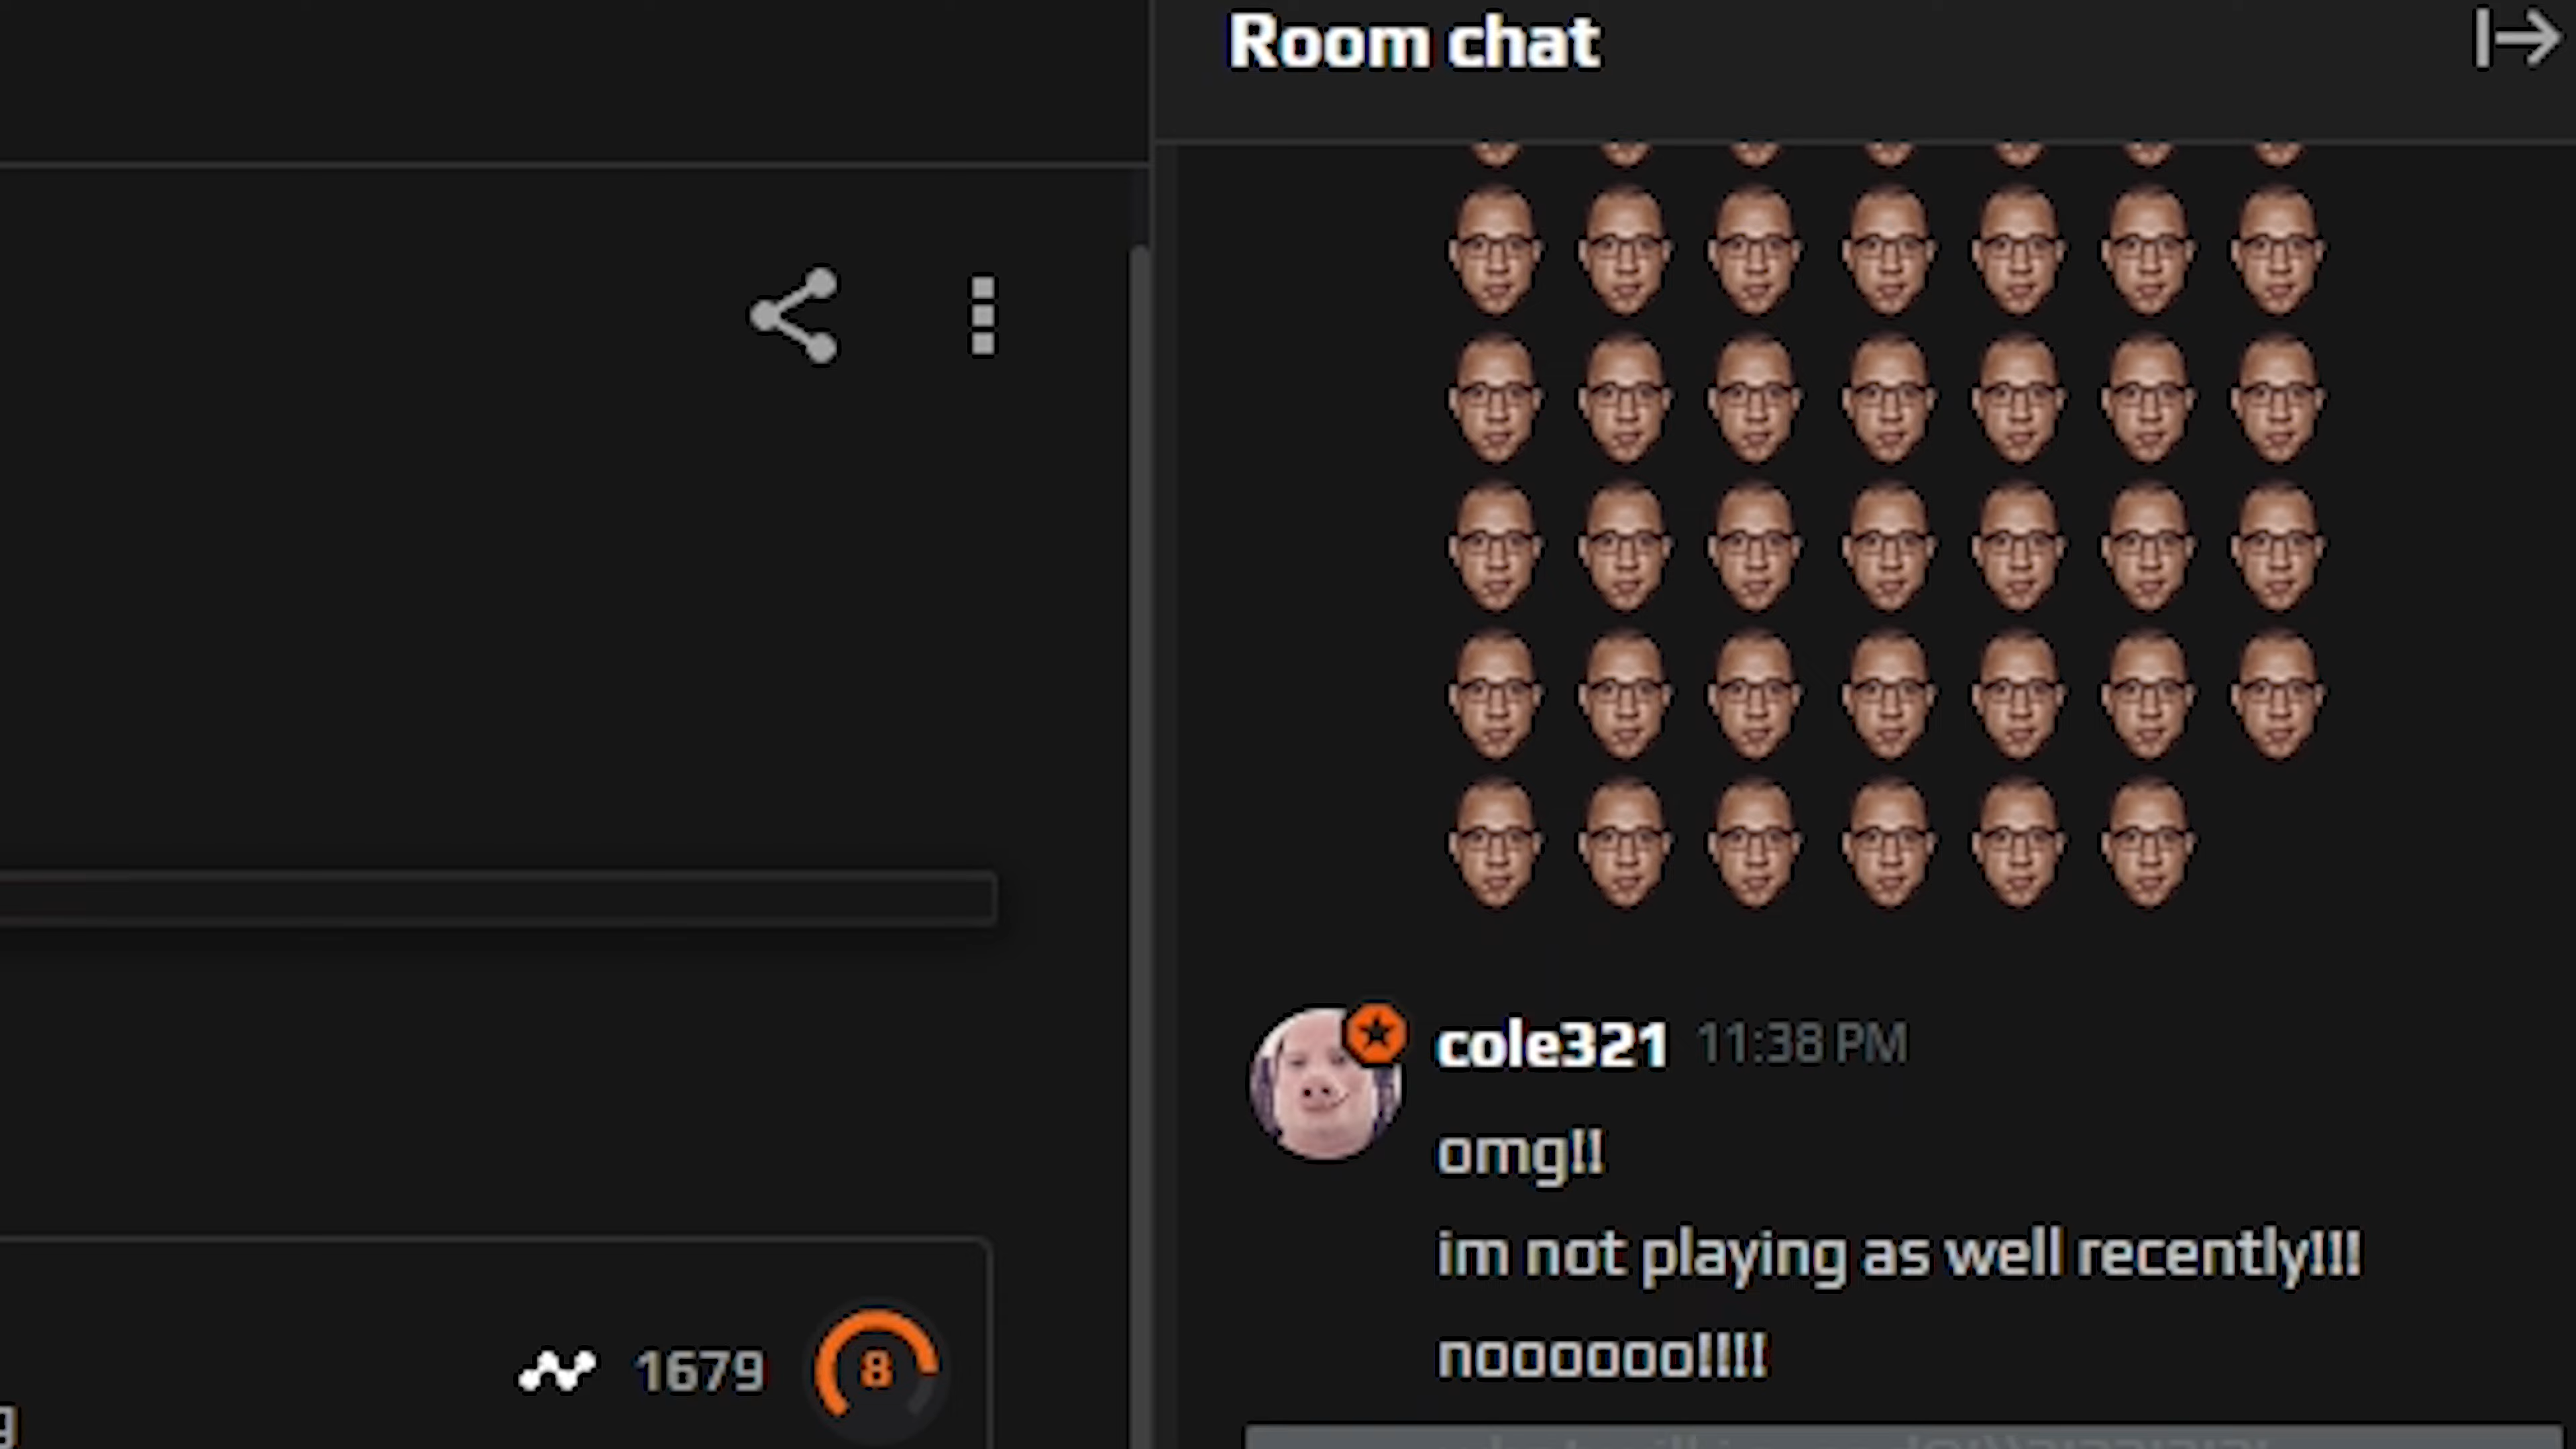 Room chat
cole321 11:38 PM
omg!!
im not playing as well recently!!!
noooooo!!!!
1679 8
g